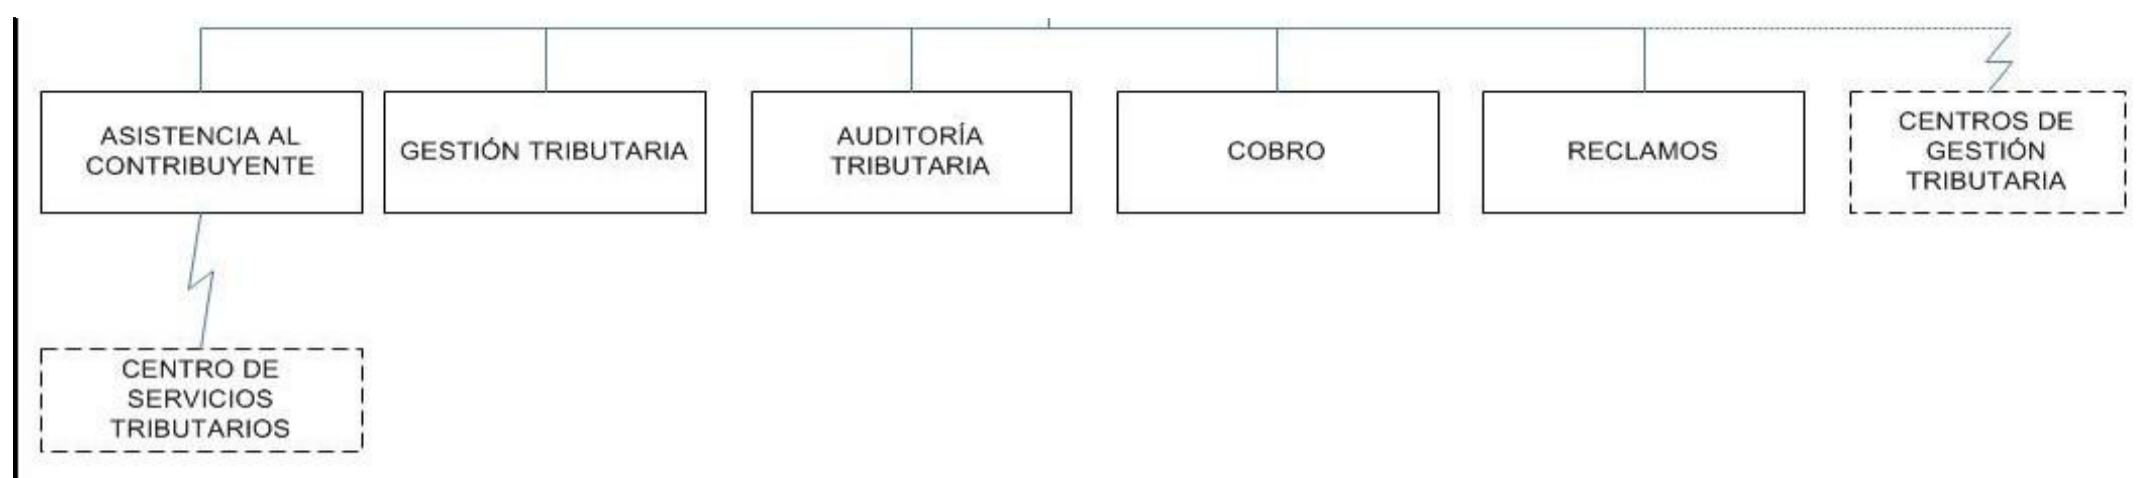 ASISTENCIA AL
CONTRIBUYENTE
GESTIÓN TRIBUTARIA
AUDITORÍA
TRIBUTARIA
COBRO
RECLAMOS
CENTROS DE
GESTIÓN
TRIBUTARIA
CENTRO DE
SERVICIOS
TRIBUTARIOS